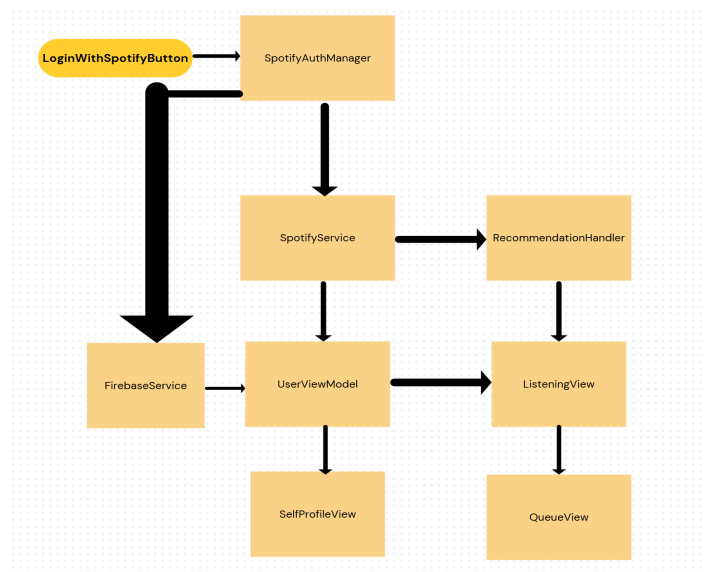 LoginWithSpotifyButton
SpotifyAuthManager
SpotifyService
RecommendationHandler
FirebaseService
UserViewModel
ListeningView
SelfProfileView
QueueView